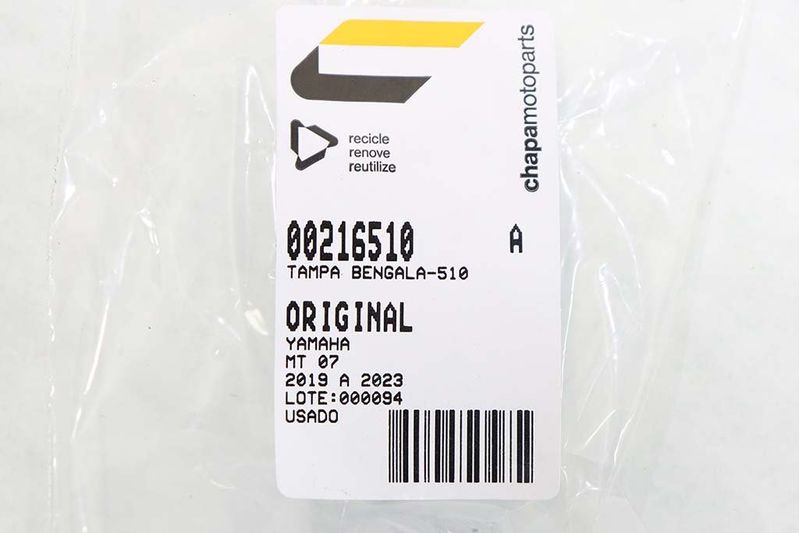 chapamotoparts
recicle
renove
reutilize
00216510 A
TAMPA BENGALA-510
ORIGINAL
YAMAHA
MT 07
2019 A 2023
LOTE:000094
USADO